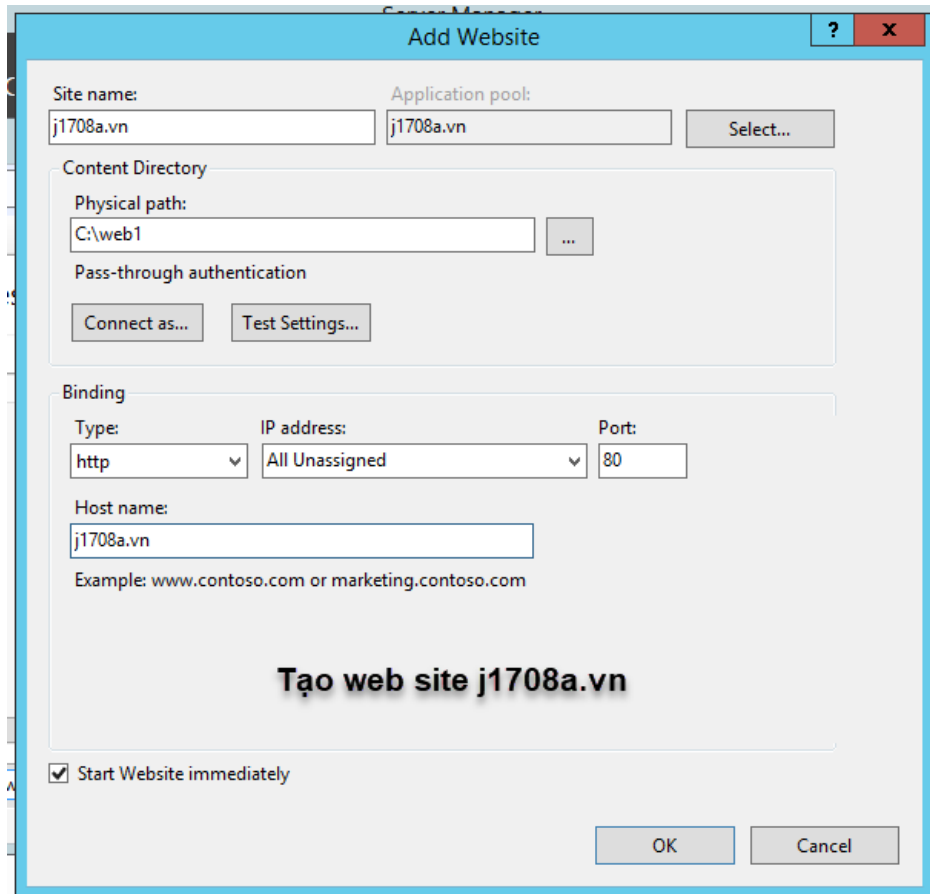 Server Manager
Add Website
?
x
Site name:
Application pool:
j1708a.vn
j1708a.vn
Select...
Content Directory
Physical path:
C:\web1
...
Pass-through authentication
Connect as...
Test Settings...
Binding
Type:
IP address:
Port:
http
All Unassigned
80
Host name:
j1708a.vn
Example: www.contoso.com or marketing.contoso.com
Tạo web site j1708a.vn
Start Website immediately
OK
Cancel